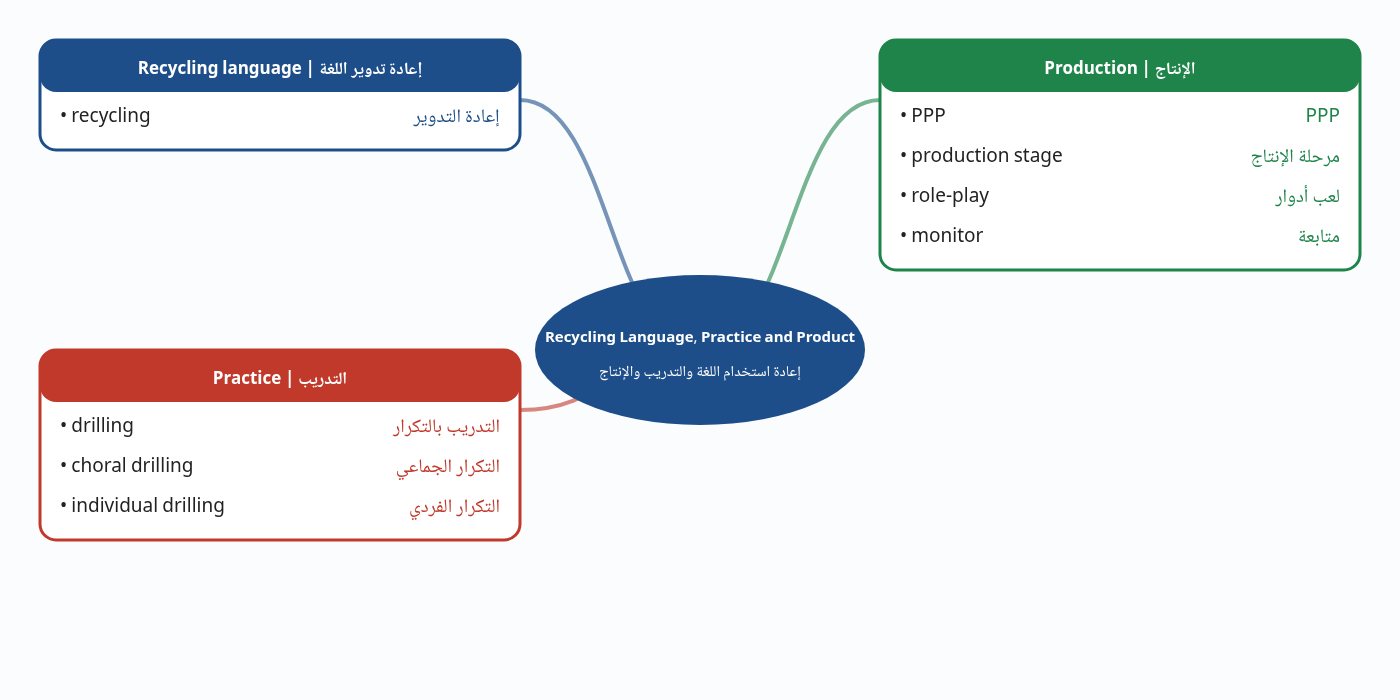 Recycling language | إعادة تدوير اللغة
• recycling إعادة التدوير
Production | الإنتاج
• PPP PPP
• production stage مرحلة الإنتاج
• role-play لعب أدوار
• monitor متابعة
Recycling Language, Practice and Product
إعادة استخدام اللغة والتدريب والإنتاج
Practice | التدريب
• drilling التدريب بالتكرار
• choral drilling التكرار الجماعي
• individual drilling التكرار الفردي